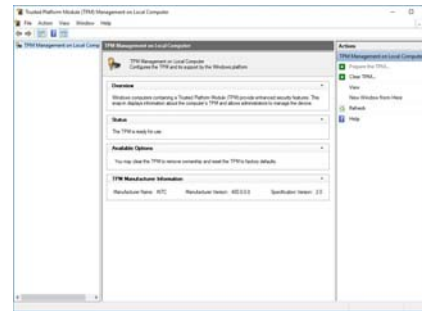 Trusted Platform Module (TPM) Management on Local Computer
File Action View Window Help
TPM Management on Local Comp
TPM Management on Local Computer
TPM Management on Local Computer
Configures the TPM and its support by the Windows platform
Overview
Windows computers containing a Trusted Platform Module (TPM) provide enhanced security features. This
snap-in displays information about the computer's TPM and allows administrators to manage the device.
Status
The TPM is ready for use.
Available Options
You may clear the TPM to remove ownership and reset the TPM to factory defaults.
TPM Manufacturer Information
Manufacturer Name: INTC Manufacturer Version: Specification Version: 2.0
Actions
TPM Management on Local Computer
Prepare the TPM...
Clear TPM...
View
New Window from Here
Help